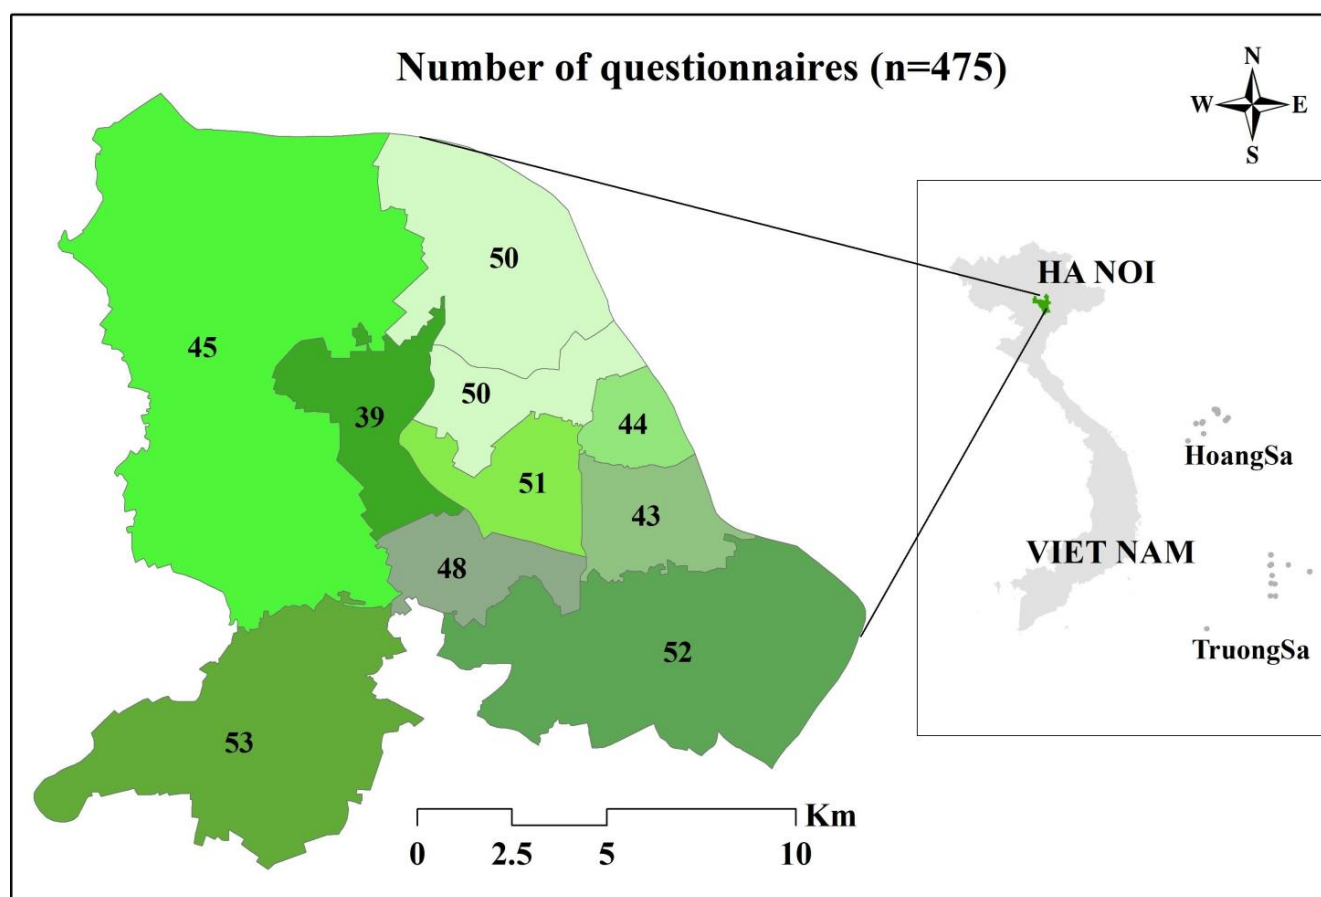 Number of questionnaires (n=475)
N
W E
S
50
HA NOI
45
50
39
44
HoangSa
51
43
VIET NAM
48
52
TruongSa
53
Km
0 2.5 5 10